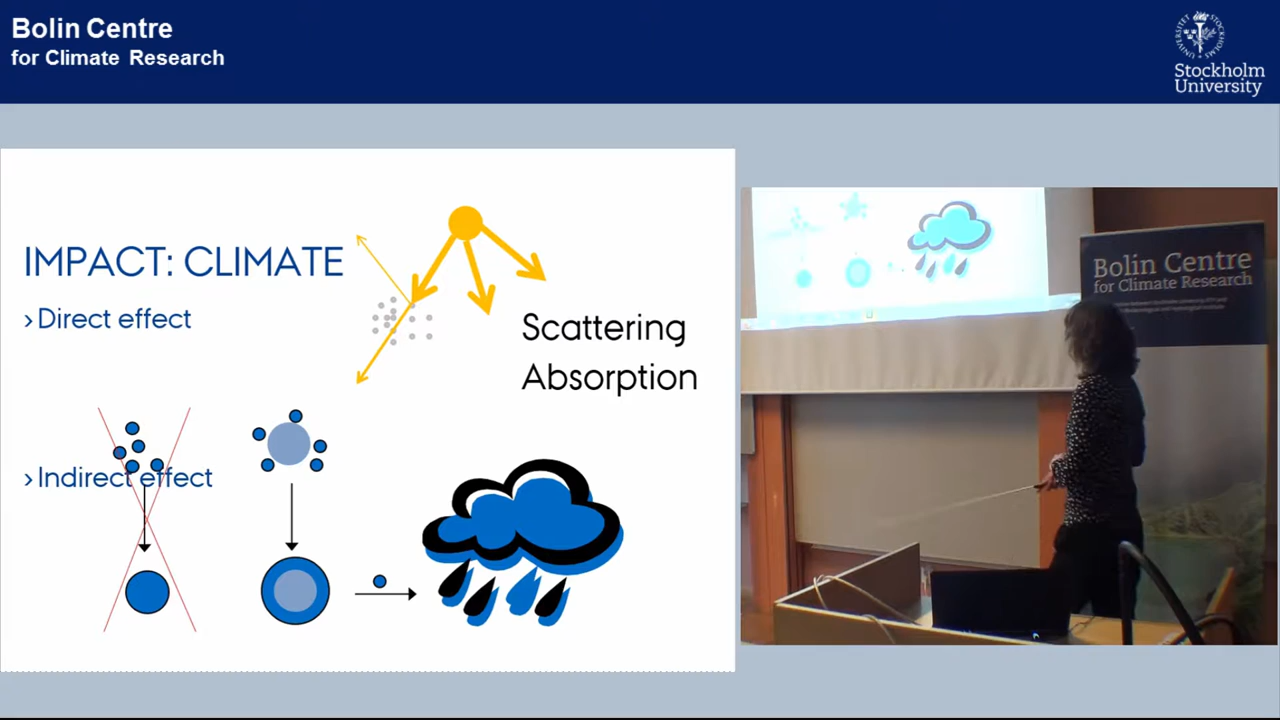 Bolin Centre
for Climate Research
Stockholm
University
IMPACT: CLIMATE
› Direct effect
Scattering
Absorption
› Indirect effect
Bolin Centre
for Climate Research